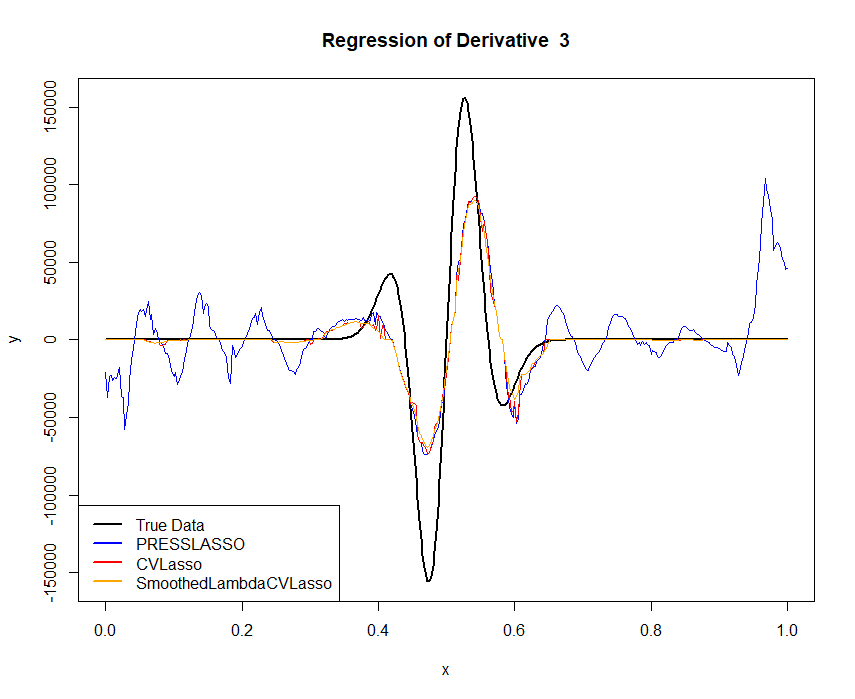 Regression of Derivative 3
y
150000
100000
50000
0
-50000
-100000
-150000
True Data
PRESSLASSO
CVLasso
SmoothedLambdaCVLasso
0.0 0.2 0.4 0.6 0.8 1.0
x